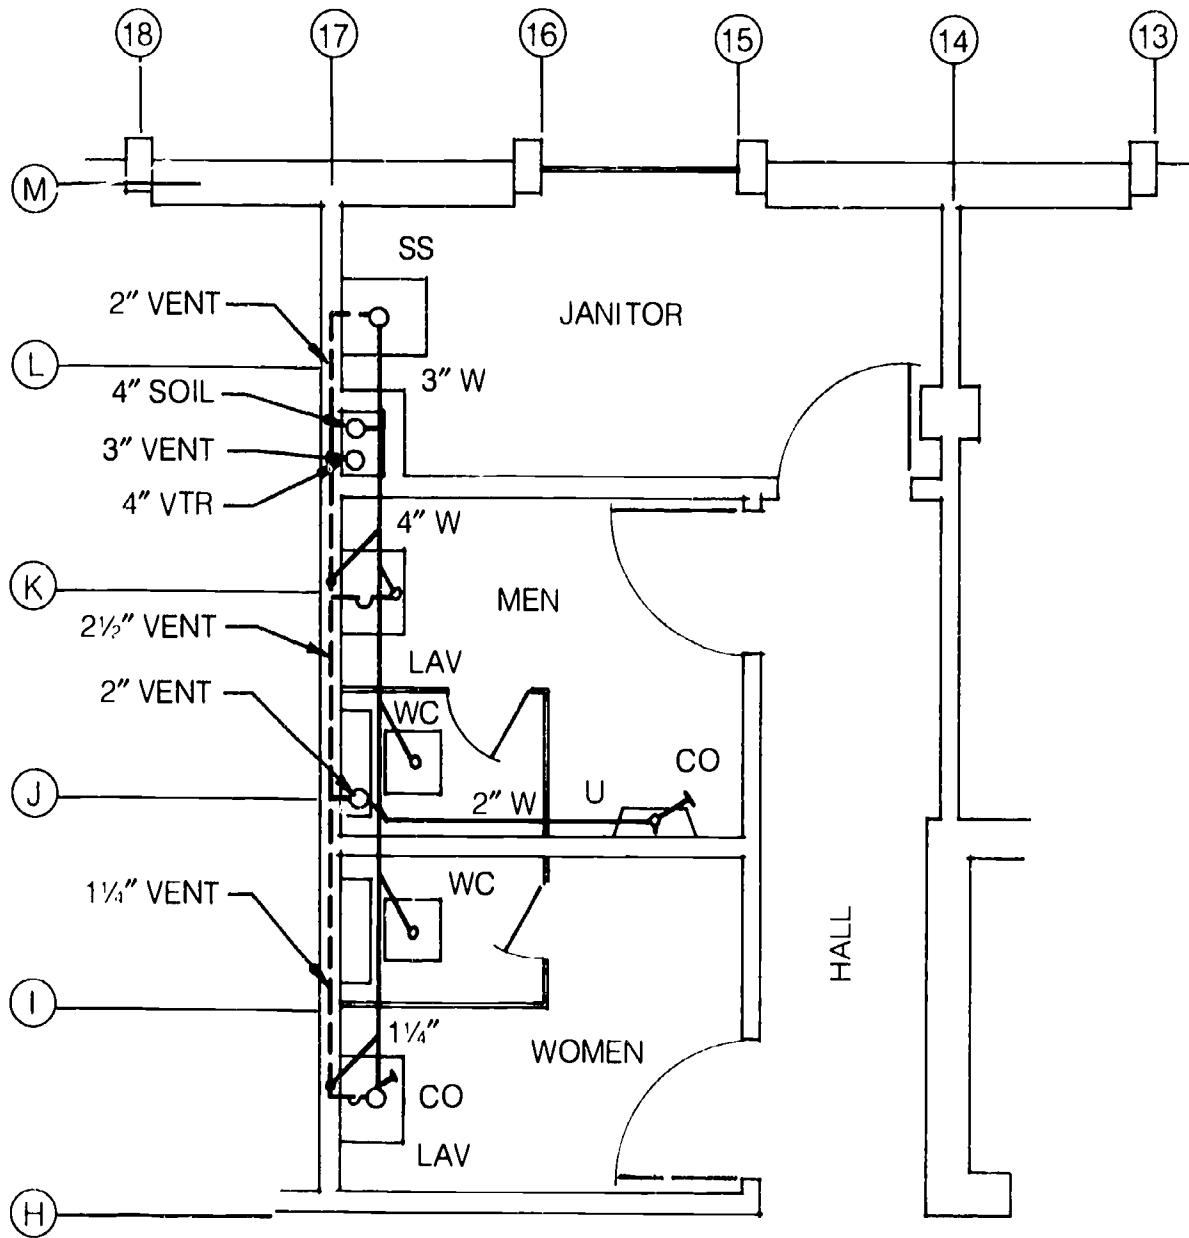 18 17 16 15 14 13
M
SS
2″ VENT
JANITOR
L
3″ W
4″ SOIL
3″ VENT
4″ VTR
4″ W
K
MEN
2½″ VENT
LAV
2″ VENT
WC
CO
J
2″ W
U
WC
1¼″ VENT
HALL
I
1¼″
WOMEN
CO
LAV
H